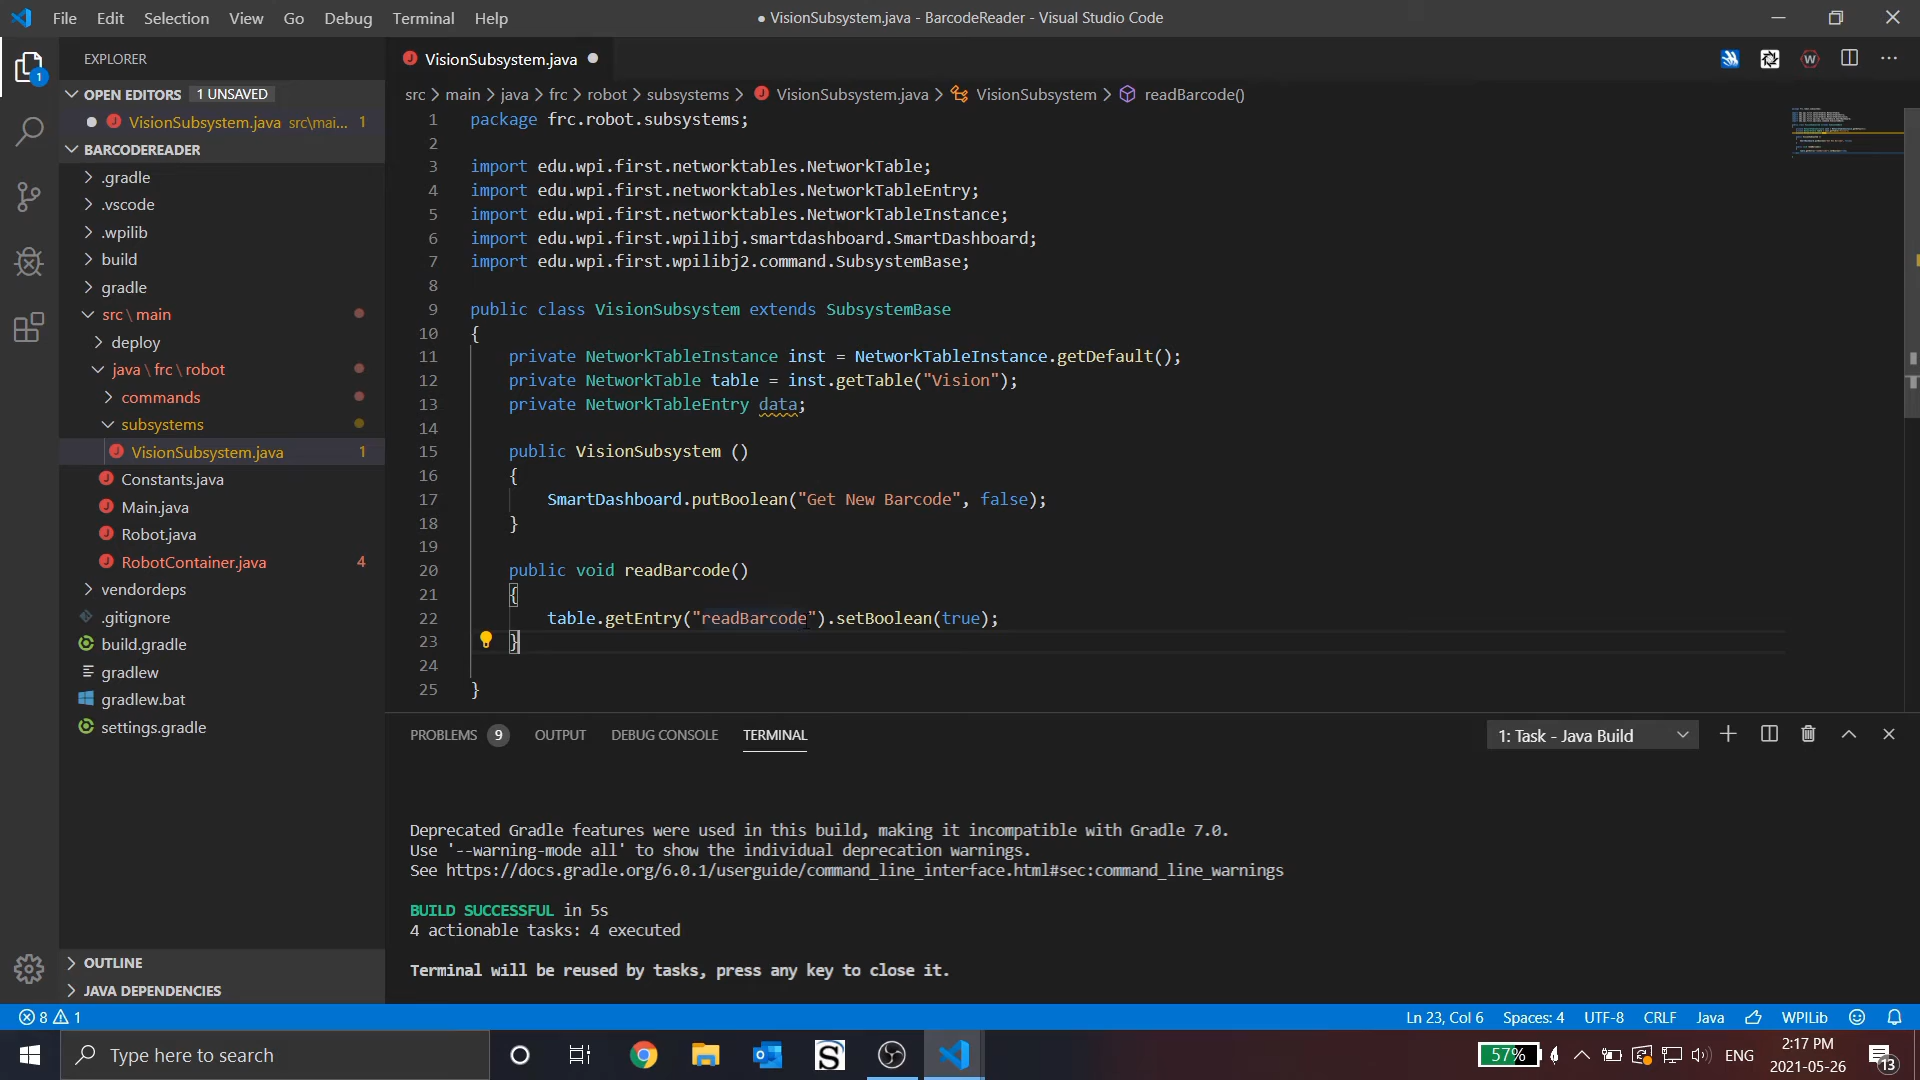 File Edit Selection View Go Debug Terminal Help
● VisionSubsystem.java - BarcodeReader - Visual Studio Code
EXPLORER
OPEN EDITORS 1 UNSAVED
VisionSubsystem.java src\mai... 1
BARCODEREADER
.gradle
.vscode
.wpilib
build
gradle
src \ main
deploy
java \ frc \ robot
commands
subsystems
VisionSubsystem.java 1
Constants.java
Main.java
Robot.java
RobotContainer.java 4
vendordeps
.gitignore
build.gradle
gradlew
gradlew.bat
settings.gradle
OUTLINE
JAVA DEPENDENCIES
1
VisionSubsystem.java
src > main > java > frc > robot > subsystems > VisionSubsystem.java > VisionSubsystem > readBarcode()
1 package frc.robot.subsystems;
2
3 import edu.wpi.first.networktables.NetworkTable;
4 import edu.wpi.first.networktables.NetworkTableEntry;
5 import edu.wpi.first.networktables.NetworkTableInstance;
6 import edu.wpi.first.wpilibj.smartdashboard.SmartDashboard;
7 import edu.wpi.first.wpilibj2.command.SubsystemBase;
8
9 public class VisionSubsystem extends SubsystemBase
10 {
11 private NetworkTableInstance inst = NetworkTableInstance.getDefault();
12 private NetworkTable table = inst.getTable("Vision");
13 private NetworkTableEntry data;
14
15 public VisionSubsystem ()
16 {
17 SmartDashboard.putBoolean("Get New Barcode", false);
18 }
19
20 public void readBarcode()
21 {
22 table.getEntry("readBarcode").setBoolean(true);
23 }
24
25 }
PROBLEMS 9 OUTPUT DEBUG CONSOLE TERMINAL
1: Task - Java Build
Deprecated Gradle features were used in this build, making it incompatible with Gradle 7.0.
Use '--warning-mode all' to show the individual deprecation warnings.
See https://docs.gradle.org/6.0.1/userguide/command_line_interface.html#sec:command_line_warnings
BUILD SUCCESSFUL in 5s
4 actionable tasks: 4 executed
Terminal will be reused by tasks, press any key to close it.
8 1
Ln 23, Col 6 Spaces: 4 UTF-8 CRLF Java WPILib
Type here to search
57%
ENG
2:17 PM
2021-05-26
13